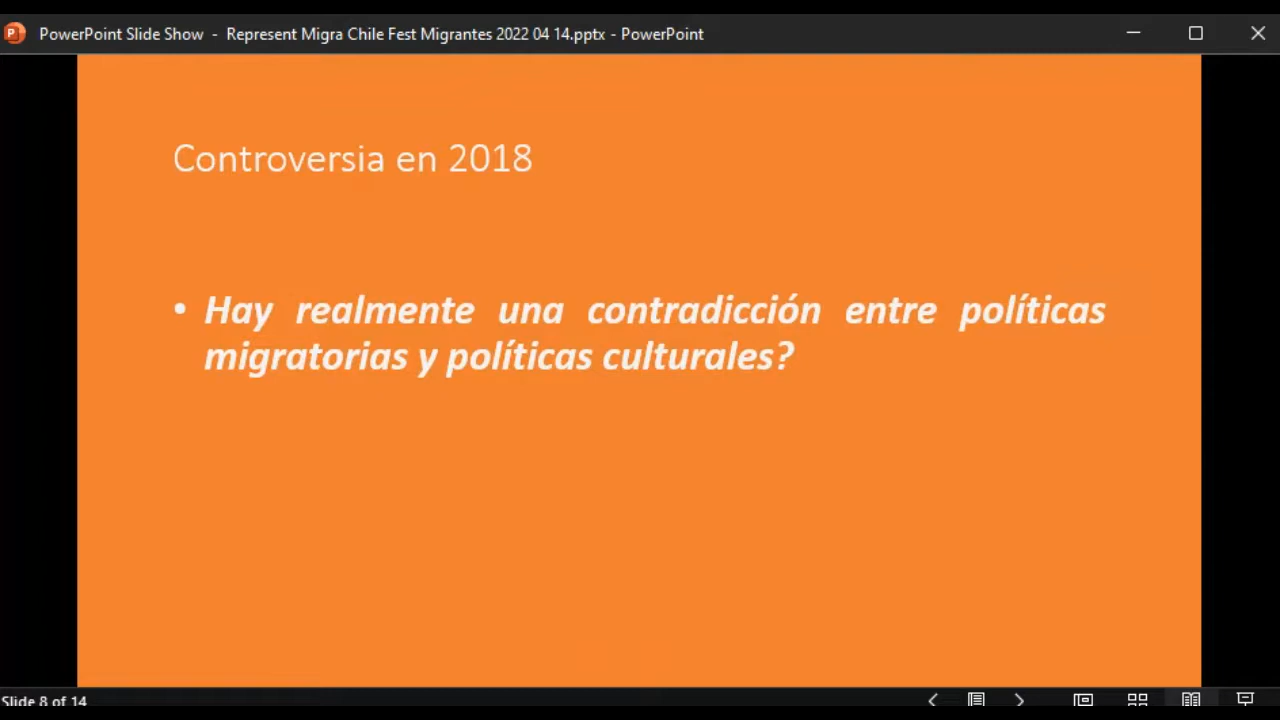 PowerPoint Slide Show - Represent Migra Chile Fest Migrantes 2022 04 14.pptx - PowerPoint
Controversia en 2018
• Hay realmente una contradicción entre políticas
migratorias y políticas culturales?
Slide 8 of 14